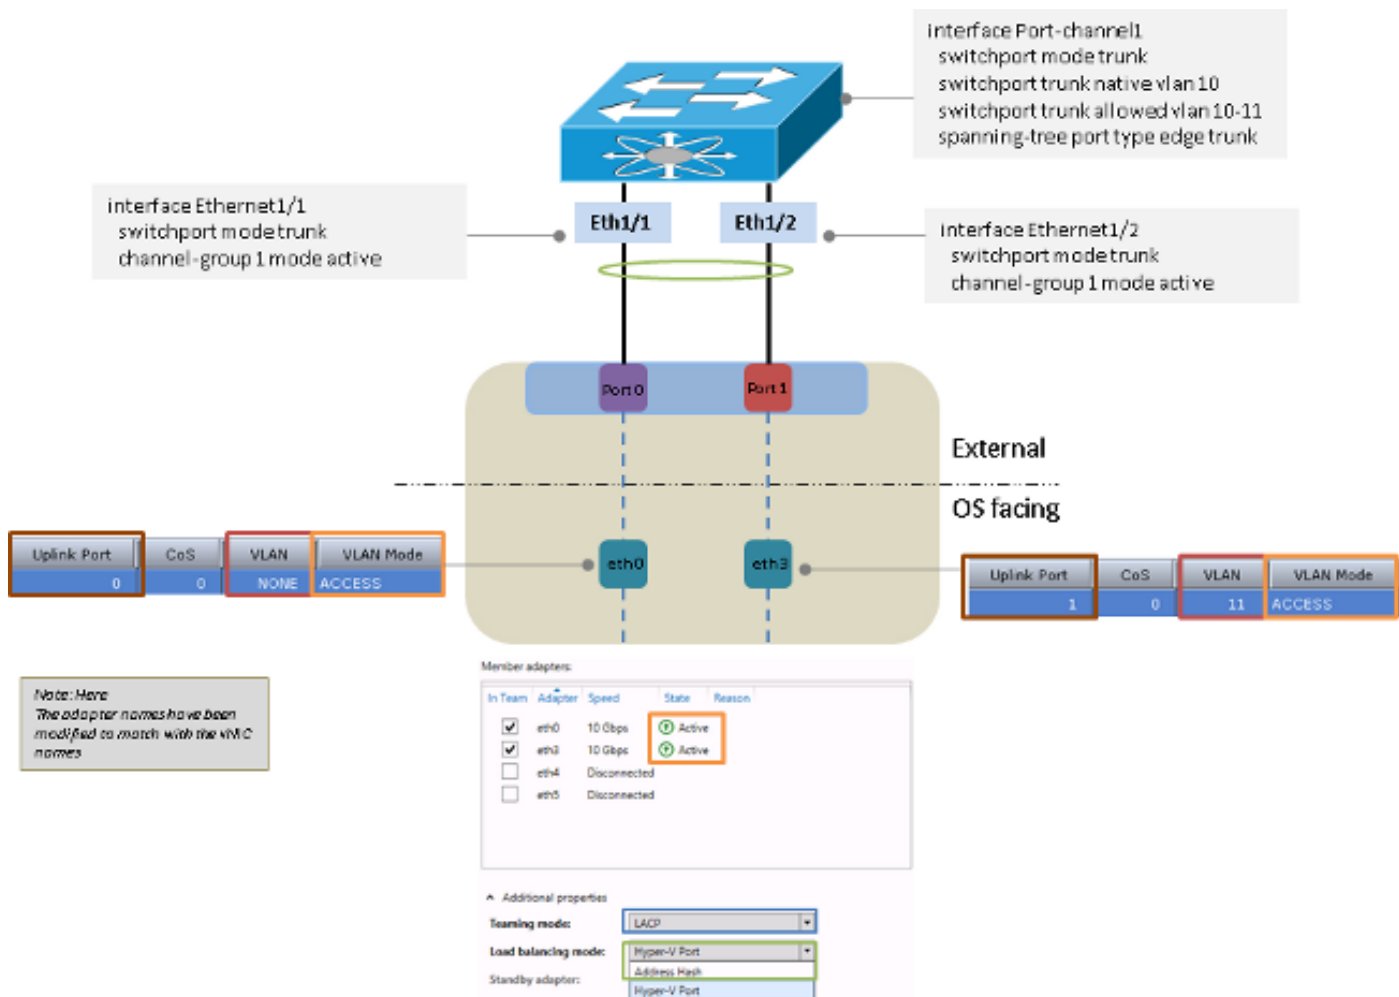 interface Port-channel1
switchport mode trunk
switchport trunk native vlan 10
switchport trunk allowed vlan 10-11
spanning-tree port type edge trunk
interface Ethernet1/1
switchport mode trunk
channel-group 1 mode active
Eth1/1
Eth1/2
interface Ethernet1/2
switchport mode trunk
channel-group 1 mode active
Port 0
Port 1
External
OS facing
Uplink Port CoS VLAN VLAN Mode
0 0 NONE ACCESS
eth0
eth3
Uplink Port CoS VLAN VLAN Mode
1 0 11 ACCESS
Note: Here
The adapter names have been
modified to match with the vNIC
names
Member adapters:
In Team Adapter Speed State Reason
eth0 10 Gbps Active
eth3 10 Gbps Active
eth4 Disconnected
eth5 Disconnected
Additional properties
Teaming mode: LACP
Load balancing mode: Hyper-V Port
Address Hash
Standby adapter:
Hyper-V Port